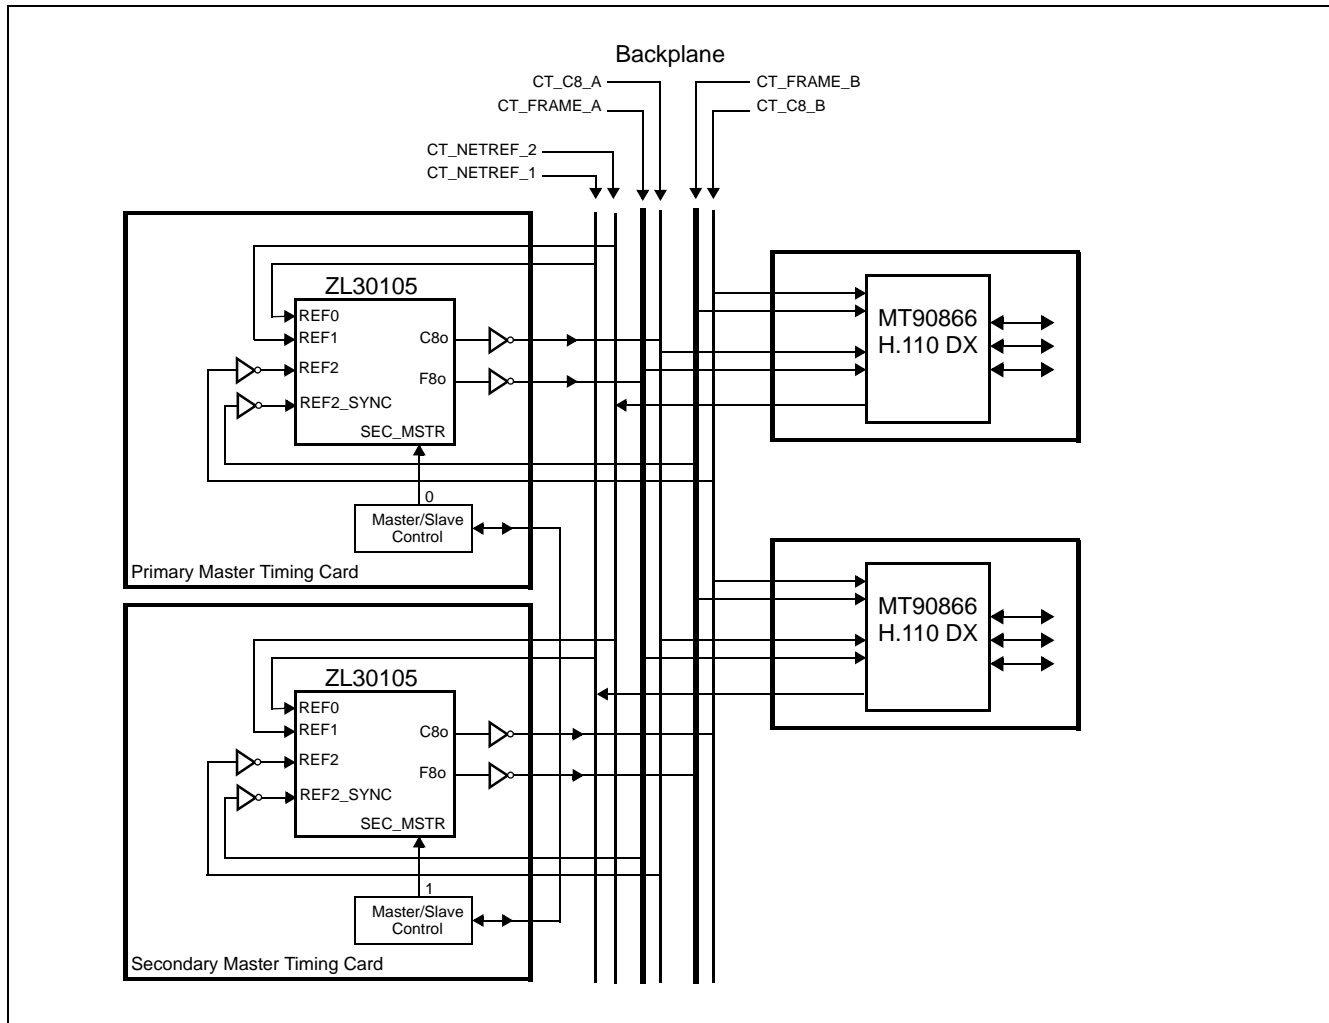 Backplane
CT_C8_A
CT_FRAME_B
CT_FRAME_A
CT_C8_B
CT_NETREF_2
CT_NETREF_1
ZL30105
REF0
REF1
C8o
REF2
F8o
REF2_SYNC
SEC_MSTR
0
Master/Slave
Control
Primary Master Timing Card
MT90866
H.110 DX
ZL30105
REF0
REF1
C8o
REF2
F8o
REF2_SYNC
SEC_MSTR
1
Master/Slave
Control
Secondary Master Timing Card
MT90866
H.110 DX